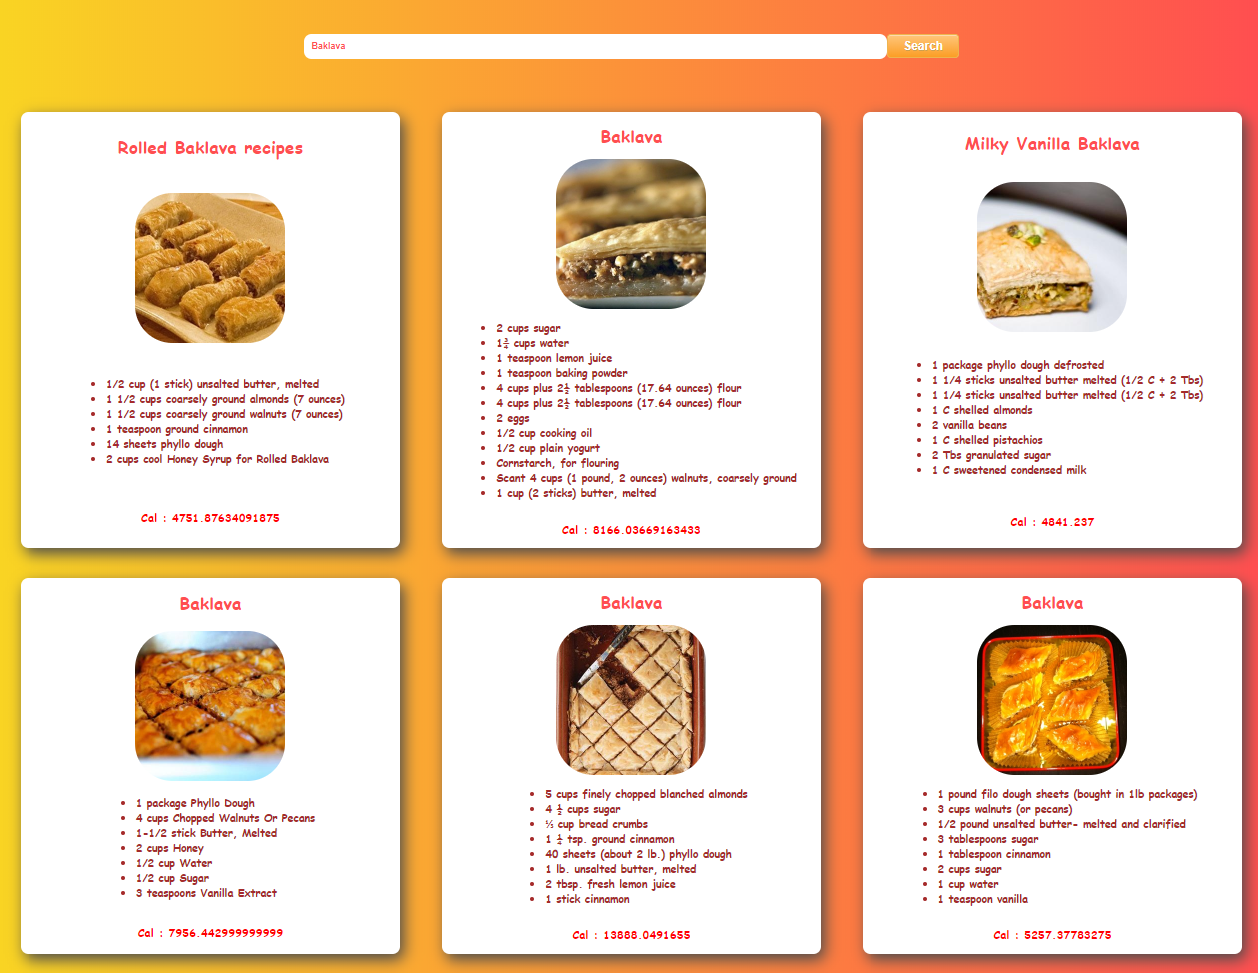 Baklava
Search
Rolled Baklava recipes
1/2 cup (1 stick) unsalted butter, melted
1 1/2 cups coarsely ground almonds (7 ounces)
1 1/2 cups coarsely ground walnuts (7 ounces)
1 teaspoon ground cinnamon
14 sheets phyllo dough
2 cups cool Honey Syrup for Rolled Baklava
Cal : 4751.87634091875
Baklava
2 cups sugar
1¾ cups water
1 teaspoon lemon juice
1 teaspoon baking powder
4 cups plus 2½ tablespoons (17.64 ounces) flour
4 cups plus 2½ tablespoons (17.64 ounces) flour
2 eggs
1/2 cup cooking oil
1/2 cup plain yogurt
Cornstarch, for flouring
Scant 4 cups (1 pound, 2 ounces) walnuts, coarsely ground
1 cup (2 sticks) butter, melted
Cal : 8166.03669163433
Milky Vanilla Baklava
1 package phyllo dough defrosted
1 1/4 sticks unsalted butter melted (1/2 C + 2 Tbs)
1 1/4 sticks unsalted butter melted (1/2 C + 2 Tbs)
1 C shelled almonds
2 vanilla beans
1 C shelled pistachios
2 Tbs granulated sugar
1 C sweetened condensed milk
Cal : 4841.237
Baklava
1 package Phyllo Dough
4 cups Chopped Walnuts Or Pecans
1-1/2 stick Butter, Melted
2 cups Honey
1/2 cup Water
1/2 cup Sugar
3 teaspoons Vanilla Extract
Cal : 7956.442999999999
Baklava
5 cups finely chopped blanched almonds
4 ½ cups sugar
cup bread crumbs
1 ½ tsp. ground cinnamon
40 sheets (about 2 lb.) phyllo dough
1 lb. unsalted butter, melted
2 tbsp. fresh lemon juice
1 stick cinnamon
Cal : 13888.0491655
Baklava
1 pound filo dough sheets (bought in 1lb packages)
3 cups walnuts (or pecans)
1/2 pound unsalted butter- melted and clarified
3 tablespoons sugar
1 tablespoon cinnamon
2 cups sugar
1 cup water
1 teaspoon vanilla
Cal : 5257.37783275